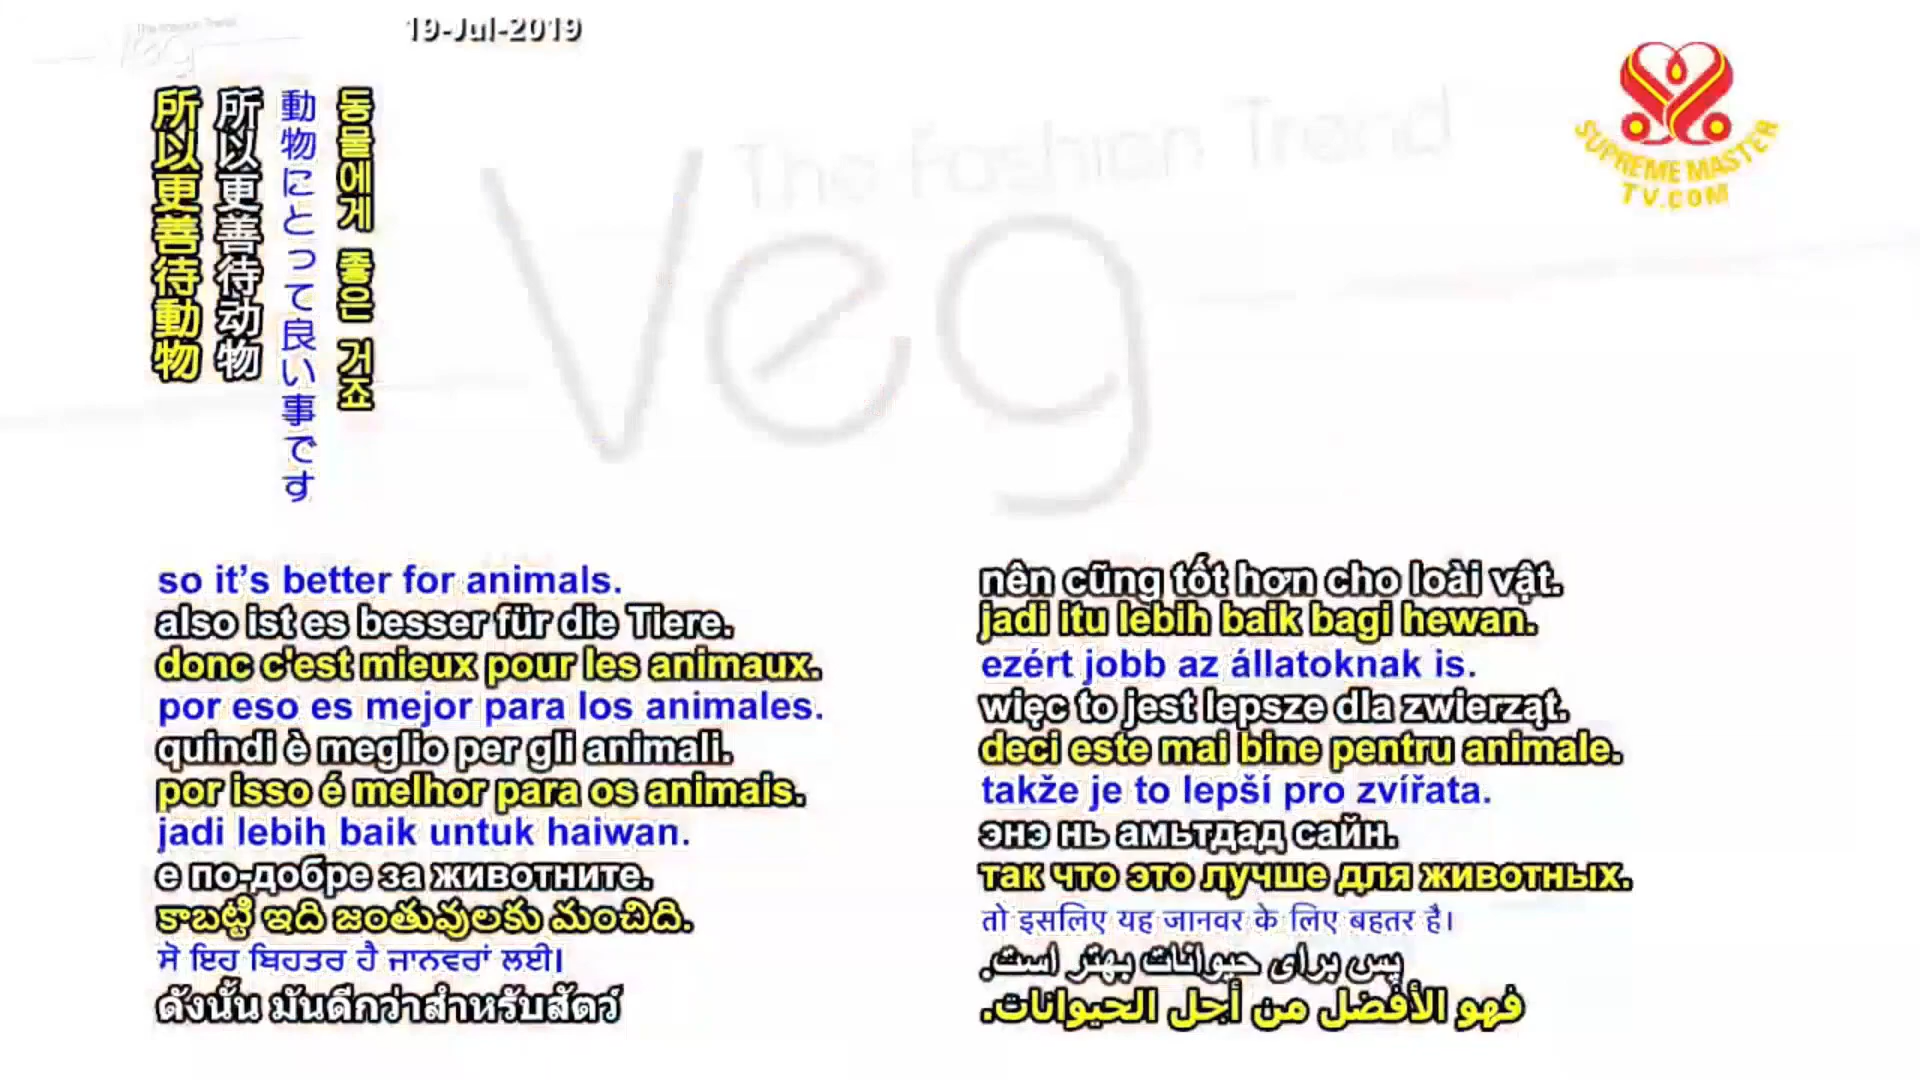 The Fashion Trend
Veg
19-Jul-2019
SUPREME MASTER
TV.COM
所以更善待動物
所以更善待动物
動物にとって良い事です
동물에게 좋은 거죠
The Fashion Trend
Veg
so it’s better for animals.
also ist es besser für die Tiere.
donc c'est mieux pour les animaux.
por eso es mejor para los animales.
quindi è meglio per gli animali.
por isso é melhor para os animais.
jadi lebih baik untuk haiwan.
е по-добре за животните.
కాబట్టి ఇది జంతువులకు మంచిది.
ਸੋ ਇਹ ਬਿਹਤਰ ਹੈ ਜਾਨਵਰਾਂ ਲਈ।
ดังนั้น มันดีกว่าสำหรับสัตว์
nên cũng tốt hơn cho loài vật.
jadi itu lebih baik bagi hewan.
ezért jobb az állatoknak is.
więc to jest lepsze dla zwierząt.
deci este mai bine pentru animale.
takže je to lepší pro zvířata.
энэ нь амьтдад сайн.
так что это лучше для животных.
तो इसलिए यह जानवर के लिए बहतर है।
پس برای حیوانات بهتر است.
فهو الأفضل من أجل الحيوانات.